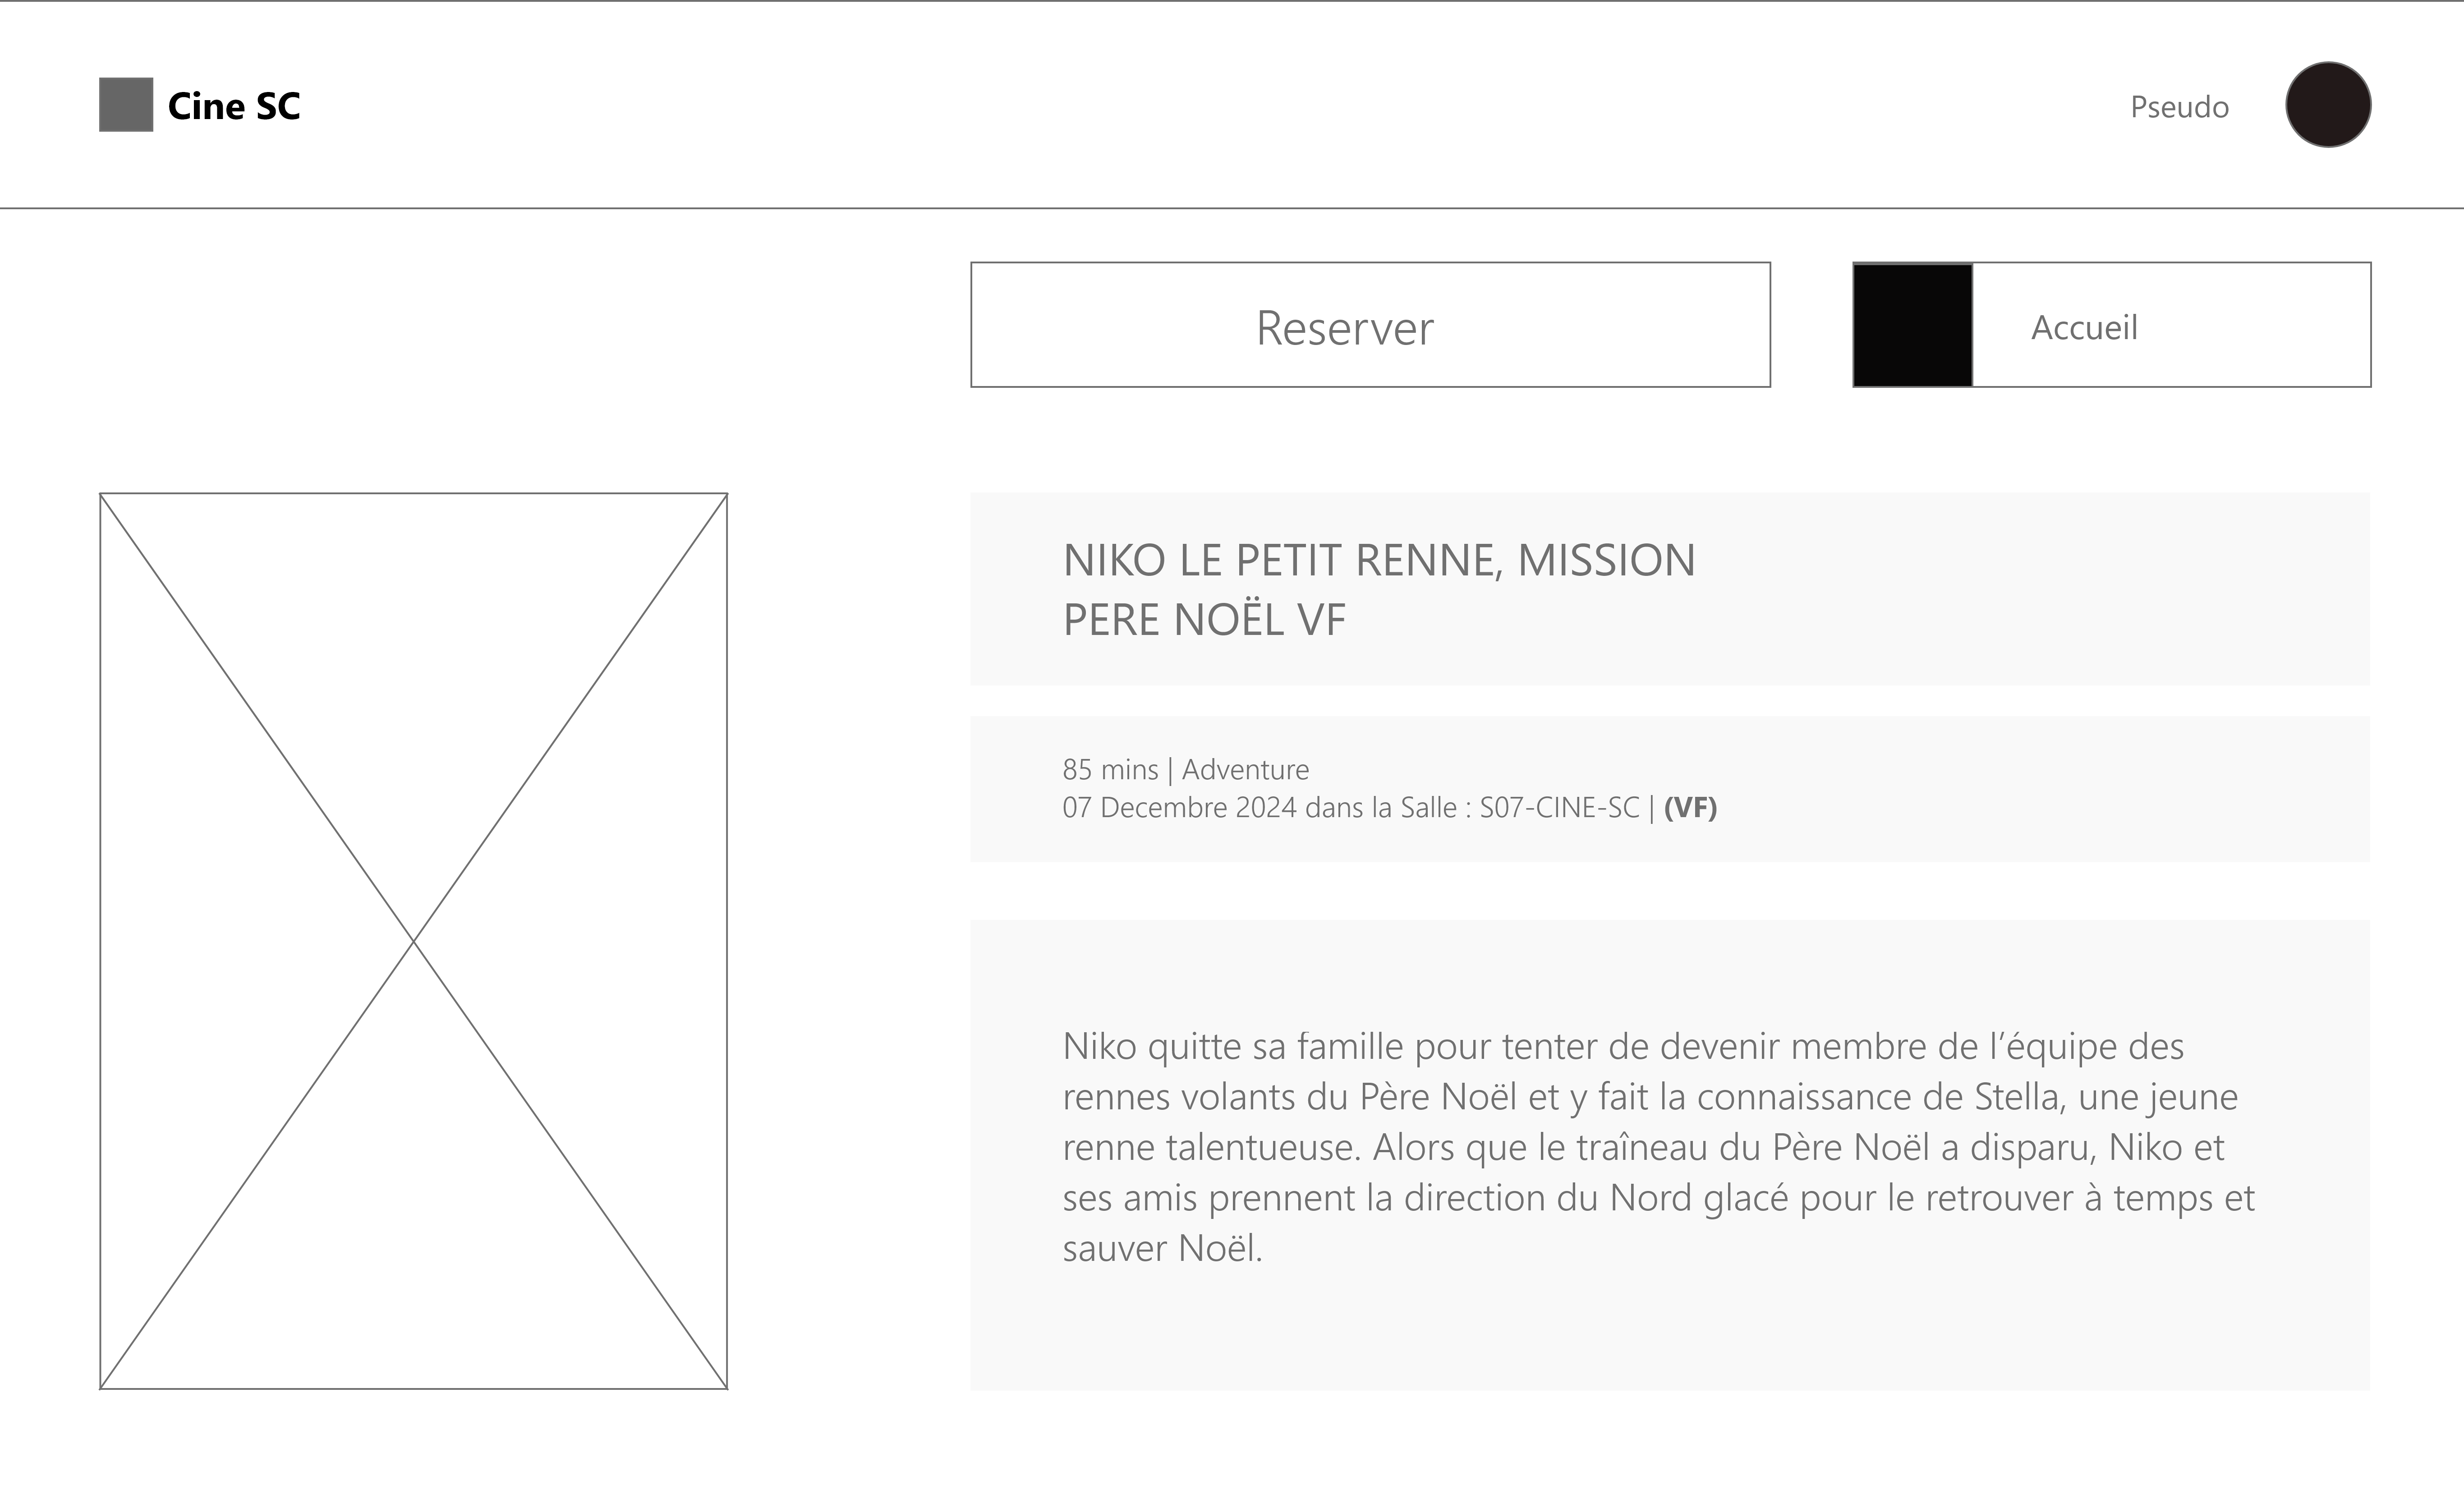 Cine SC
Pseudo
Reserver
Accueil
NIKO LE PETIT RENNE, MISSION
PERE NOËL VF
85 mins | Adventure
07 Decembre 2024 dans la Salle : S07-CINE-SC | (VF)
Niko quitte sa famille pour tenter de devenir membre de l’équipe des
rennes volants du Père Noël et y fait la connaissance de Stella, une jeune
renne talentueuse. Alors que le traîneau du Père Noël a disparu, Niko et
ses amis prennent la direction du Nord glacé pour le retrouver à temps et
sauver Noël.